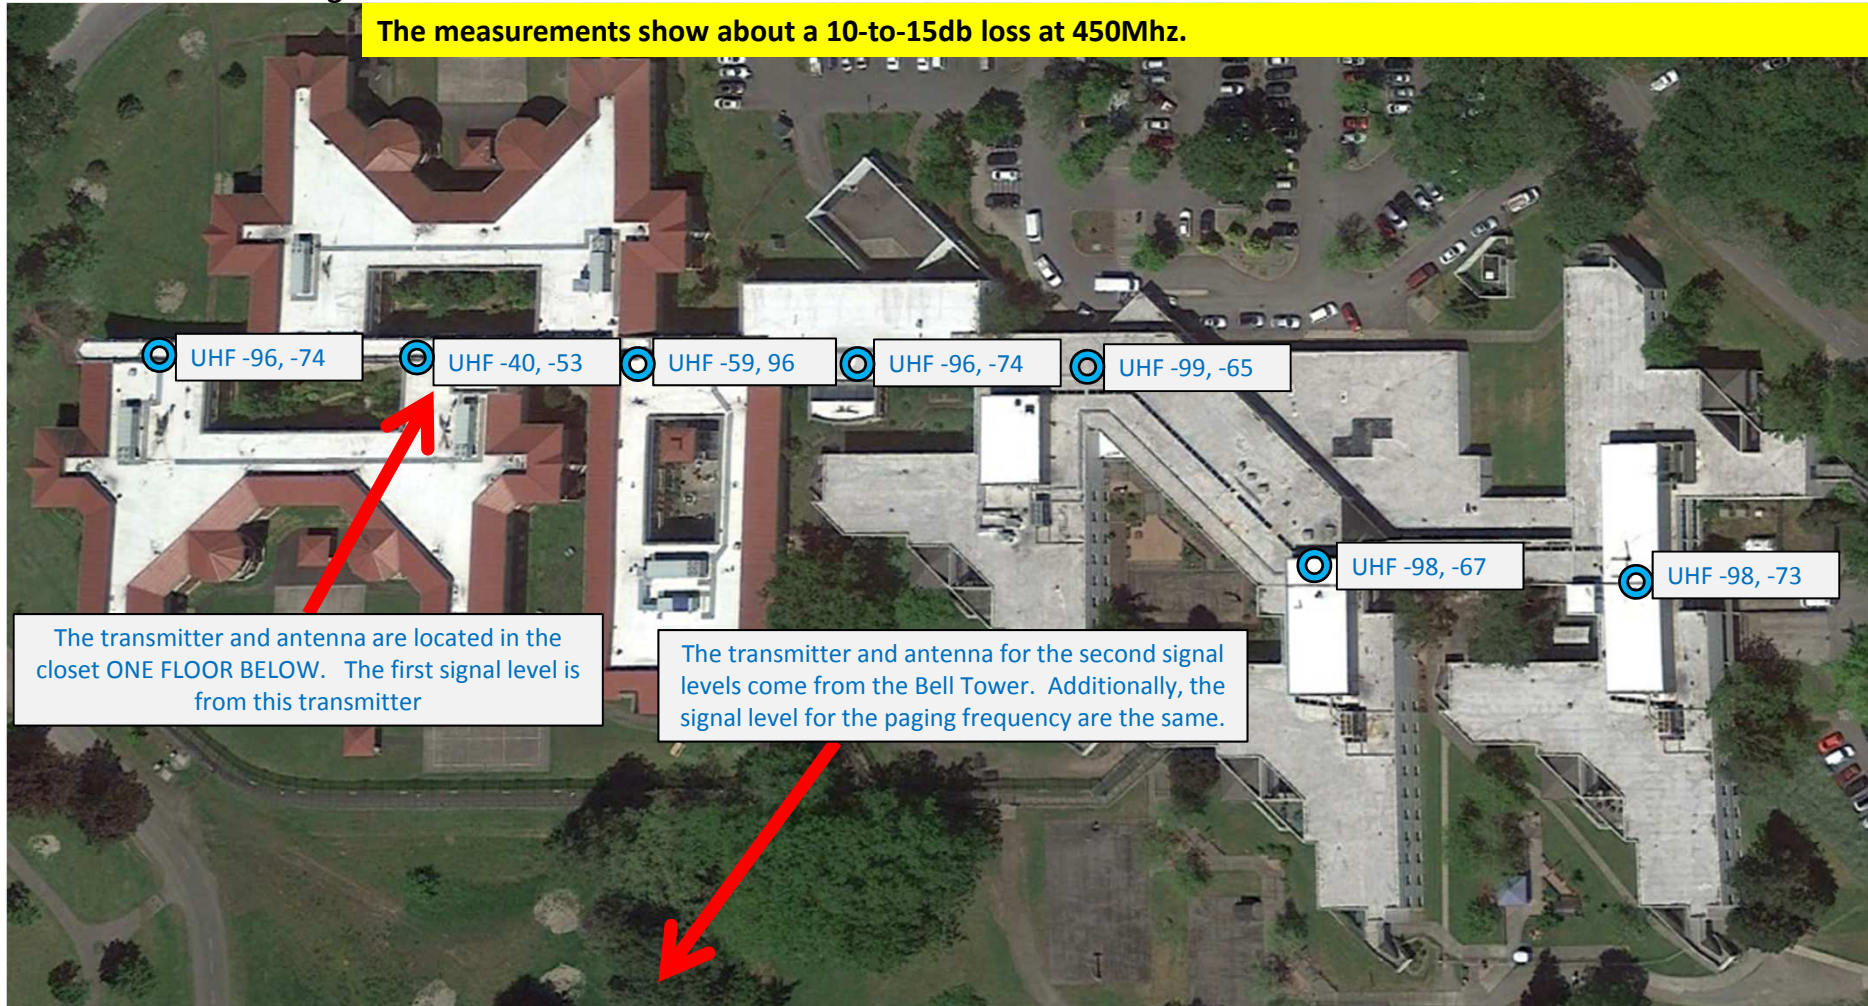 The measurements show about a 10-to-15db loss at 450Mhz.
UHF -96, -74
UHF -40, -53
UHF -59, 96
UHF -96, -74
UHF -99, -65
UHF -98, -67
UHF -98, -73
The transmitter and antenna are located in the
closet ONE FLOOR BELOW. The first signal level is
from this transmitter
The transmitter and antenna for the second signal
levels come from the Bell Tower. Additionally, the
signal level for the paging frequency are the same.